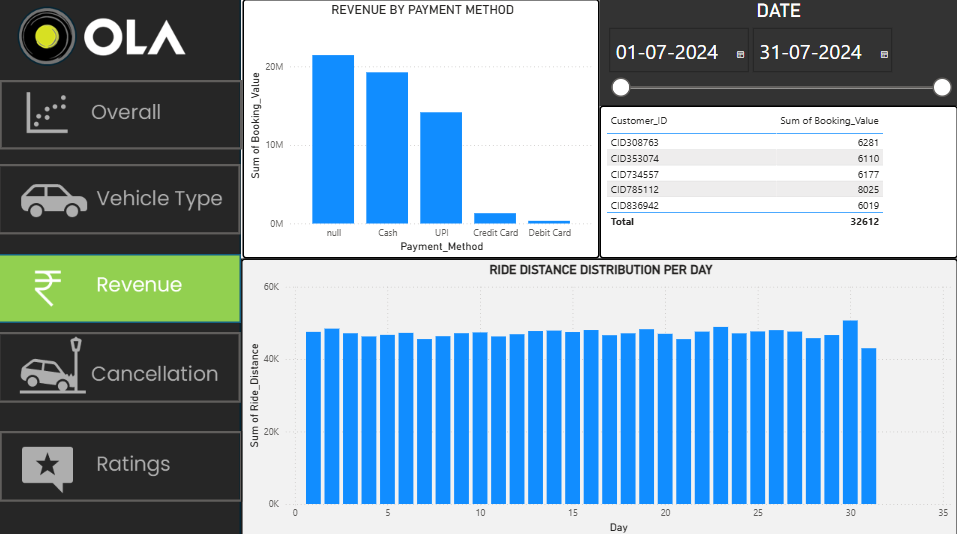 OLA
Overall
Vehicle Type
Revenue
Cancellation
Ratings
REVENUE BY PAYMENT METHOD
Sum of Booking_Value
20M
10M
0M
null Cash UPI Credit Card Debit Card
Payment_Method
DATE
01-07-2024 31-07-2024
Customer_ID Sum of Booking_Value
CID308763 6281
CID353074 6110
CID734557 6177
CID785112 8025
CID836942 6019
Total 32612
RIDE DISTANCE DISTRIBUTION PER DAY
Sum of Ride_Distance
60K
40K
20K
0K
0 5 10 15 20 25 30 35
Day